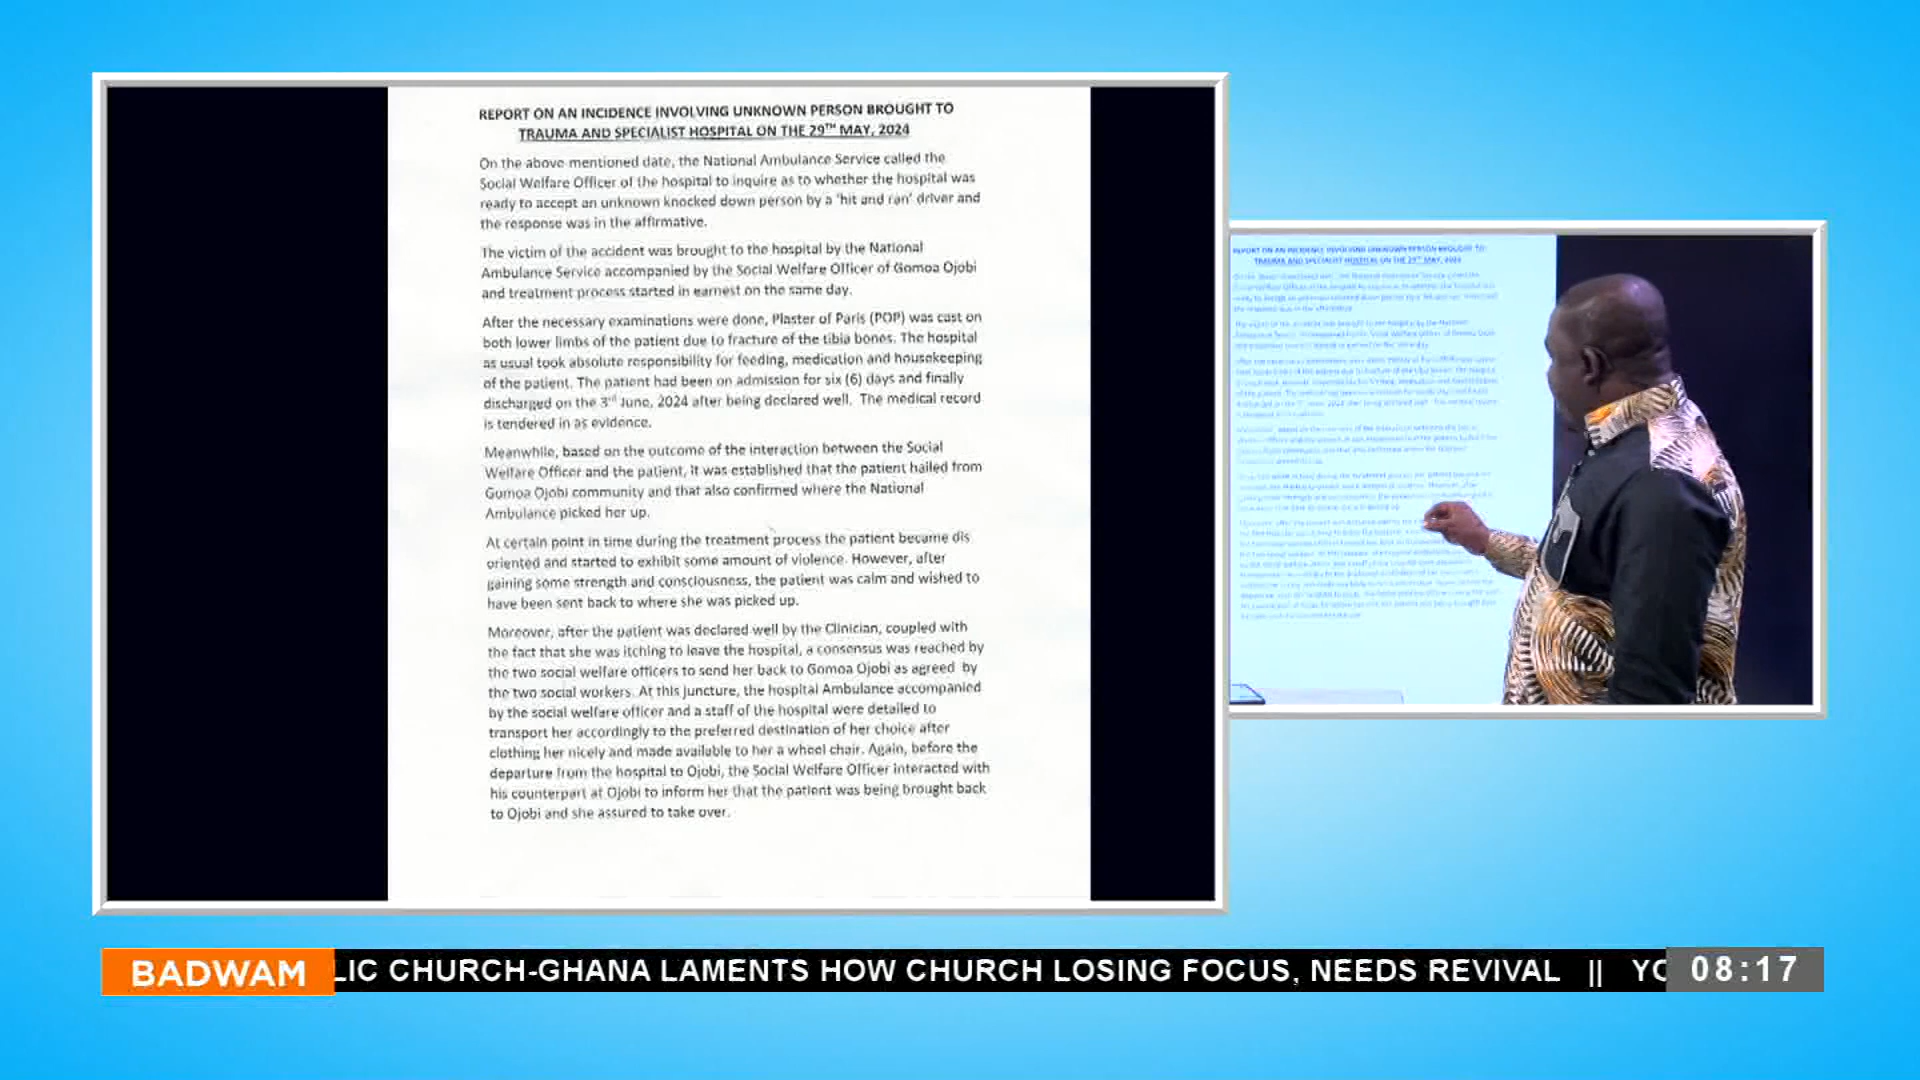 REPORT ON AN INCIDENCE INVOLVING UNKNOWN PERSON BROUGHT TO
TRAUMA AND SPECIALIST HOSPITAL ON THE 29TH MAY, 2024
On the above mentioned date, the National Ambulance Service called the
Social Welfare Officer of the hospital to inquire as to whether the hospital was
ready to accept an unknown knocked down person by a 'hit and ran' driver and
the response was in the affirmative.
The victim of the accident was brought to the hospital by the National
Ambulance Service accompanied by the Social Welfare Officer of Gomoa Ojobi
and treatment process started in earnest on the same day.
After the necessary examinations were done, Plaster of Paris (POP) was cast on
both lower limbs of the patient due to fracture of the tibia bones. The hospital
as usual took absolute responsibility for feeding, medication and housekeeping
of the patient. The patient had been on admission for six (6) days and finally
discharged on the 3rd June, 2024 after being declared well. The medical record
is tendered in as evidence.
Meanwhile, based on the outcome of the interaction between the Social
Welfare Officer and the patient, it was established that the patient hailed from
Gomoa Ojobi community and that also confirmed where the National
Ambulance picked her up.
At certain point in time during the treatment process the patient became dis
oriented and started to exhibit some amount of violence. However, after
gaining some strength and consciousness, the patient was calm and wished to
have been sent back to where she was picked up.
Moreover, after the patient was declared well by the Clinician, coupled with
the fact that she was itching to leave the hospital, a consensus was reached by
the two social welfare officers to send her back to Gomoa Ojobi as agreed by
the two social workers. At this juncture, the hospital Ambulance accompanied
by the social welfare officer and a staff of the hospital were detailed to
transport her accordingly to the preferred destination of her choice after
clothing her nicely and made available to her a wheel chair. Again, before the
departure from the hospital to Ojobi, the Social Welfare Officer interacted with
his counterpart at Ojobi to inform her that the patient was being brought back
to Ojobi and she assured to take over.
REPORT ON AN INCIDENCE INVOLVING UNKNOWN PERSON BROUGHT TO
TRAUMA AND SPECIALIST HOSPITAL ON THE 29TH MAY, 2024
BADWAM
LIC CHURCH-GHANA LAMENTS HOW CHURCH LOSING FOCUS, NEEDS REVIVAL || YO
08:17